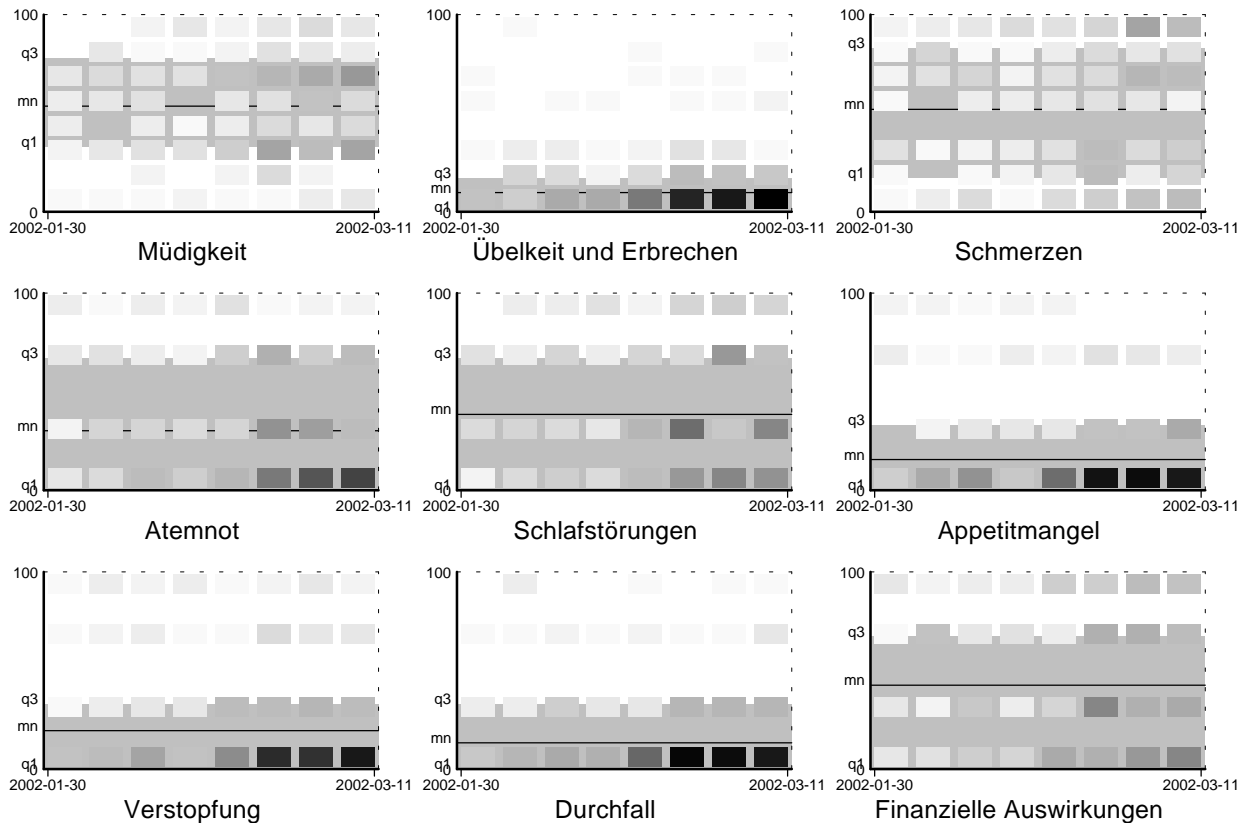 100
q3
mn
q1
0
2002-01-30 2002-03-11
Müdigkeit
100
q3
mn
q1
0
2002-01-30 2002-03-11
Übelkeit und Erbrechen
100
q3
mn
q1
0
2002-01-30 2002-03-11
Schmerzen
100
q3
mn
q1
0
2002-01-30 2002-03-11
Atemnot
100
q3
mn
q1
0
2002-01-30 2002-03-11
Schlafstörungen
100
q3
mn
q1
0
2002-01-30 2002-03-11
Appetitmangel
100
q3
mn
q1
0
2002-01-30 2002-03-11
Verstopfung
100
q3
mn
q1
0
2002-01-30 2002-03-11
Durchfall
100
q3
mn
q1
0
2002-01-30 2002-03-11
Finanzielle Auswirkungen